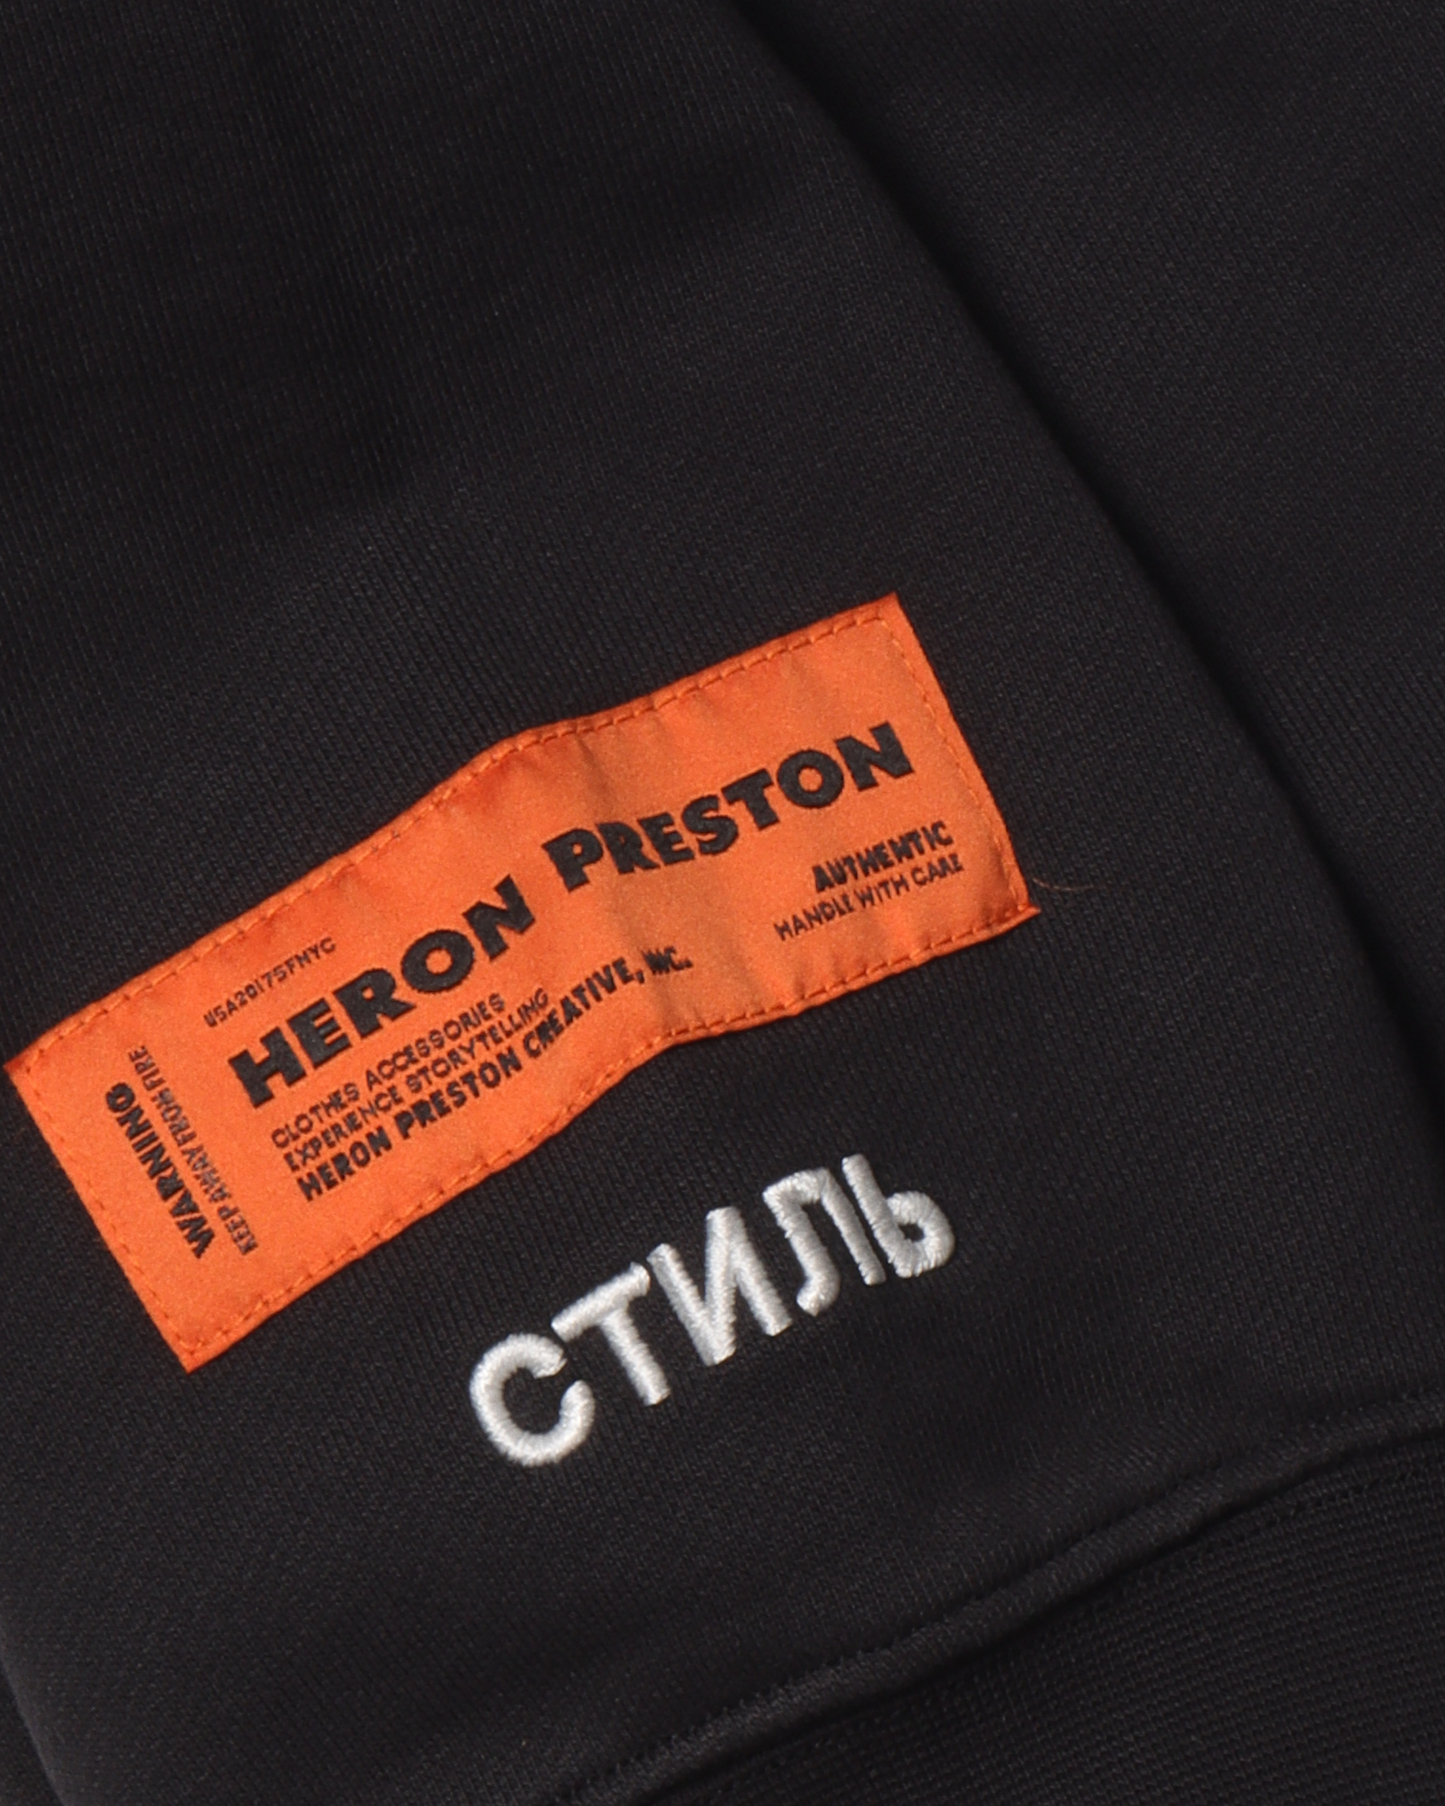 USA2017SFNYC
HERON PRESTON
CLOTHES ACCESSORIES
EXPERIENCE STORYTELLING
HERON PRESTON CREATIVE, INC.
AUTHENTIC
HANDLE WITH CARE
WARNING
KEEP AWAY FROM FIRE
СТИЛЬ